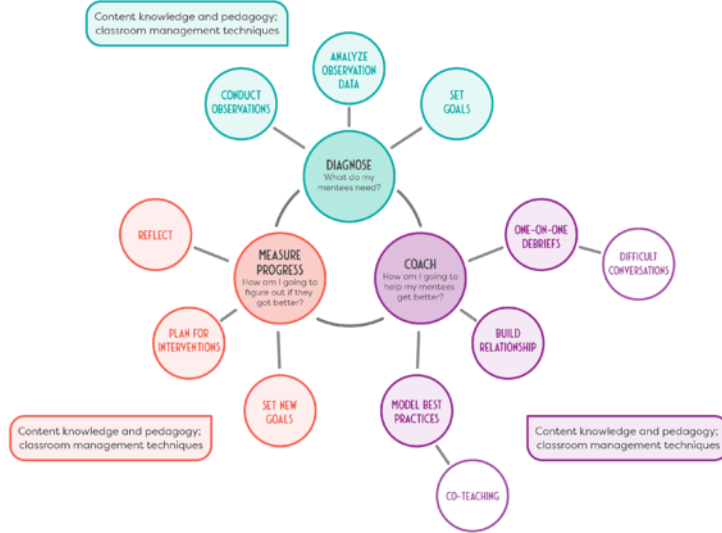 Content knowledge and pedagogy;
classroom management techniques
ANALYZE
OBSERVATION
DATA
CONDUCT
OBSERVATIONS
SET
GOALS
DIAGNOSE
What do my
mentees need?
REFLECT
MEASURE
PROGRESS
How am I going to
figure out if they
got better?
COACH
How am I going to
help my mentees
get better?
ONE-ON-ONE
DEBRIEFS
DIFFICULT
CONVERSATIONS
PLAN FOR
INTERVENTIONS
BUILD
RELATIONSHIP
SET NEW
GOALS
MODEL BEST
PRACTICES
Content knowledge and pedagogy;
classroom management techniques
Content knowledge and pedagogy;
classroom management techniques
CO-TEACHING